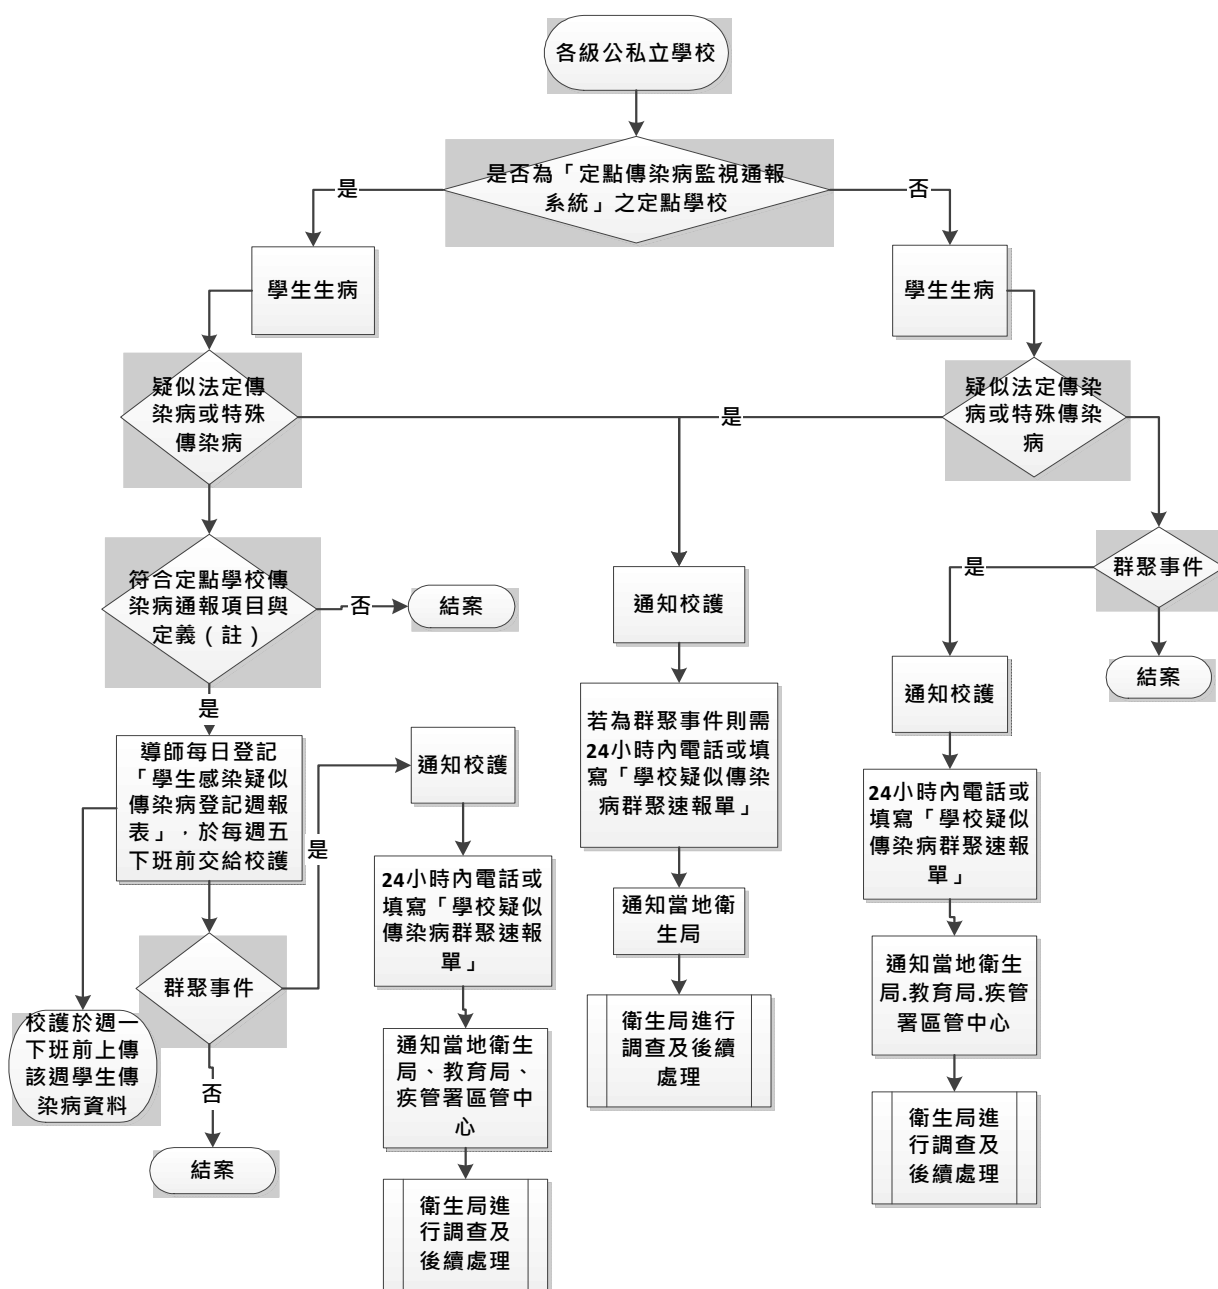 各級公私立學校
是否為「定點傳染病監視通報
系統」之定點學校
是
否
學生生病
學生生病
疑似法定傳
染病或特殊
傳染病
是
疑似法定傳染
病或特殊傳染
病
符合定點學校傳
染病通報項目與
定義（註）
否
結案
通知校護
是
群聚事件
結案
是
導師每日登記
「學生感染疑似
傳染病登記週報
表」，於每週五
下班前交給校護
是
通知校護
若為群聚事件則需
24小時內電話或填
寫「學校疑似傳染
病群聚速報單」
通知校護
24小時內電話或
填寫「學校疑似
傳染病群聚速報
單」
24小時內電話或
填寫「學校疑似
傳染病群聚速報
單」
通知當地衛
生局
群聚事件
校護於週一
下班前上傳
該週學生傳
染病資料
否
結案
通知當地衛生
局、教育局、
疾管署區管中
心
衛生局進行
調查及後續
處理
通知當地衛生
局.教育局.疾管
署區管中心
衛生局進
行調查及
後續處理
衛生局進
行調查及
後續處理